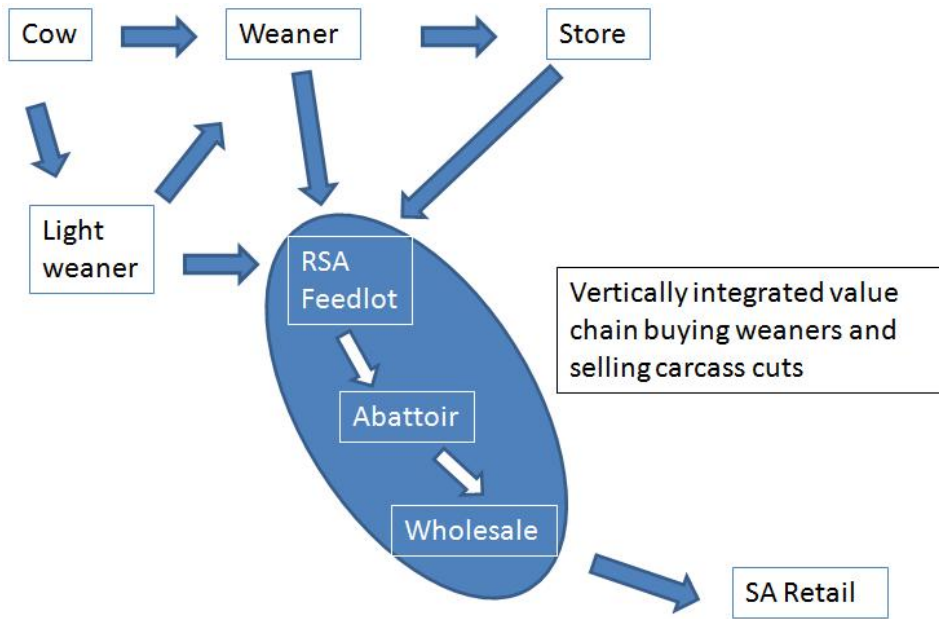 Cow
Weaner
Store
Light
weaner
RSA
Feedlot
Vertically integrated value
chain buying weaners and
selling carcass cuts
Abattoir
Wholesale
SA Retail